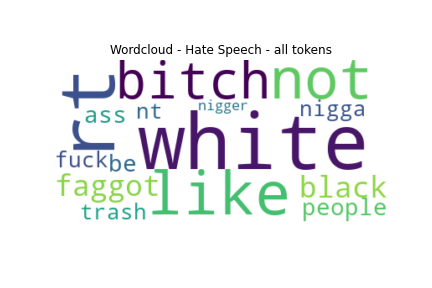 Wordcloud - Hate Speech - all tokens
rt bitch not
ass nt nigger nigga
white
fuck be
faggot like black
trash people